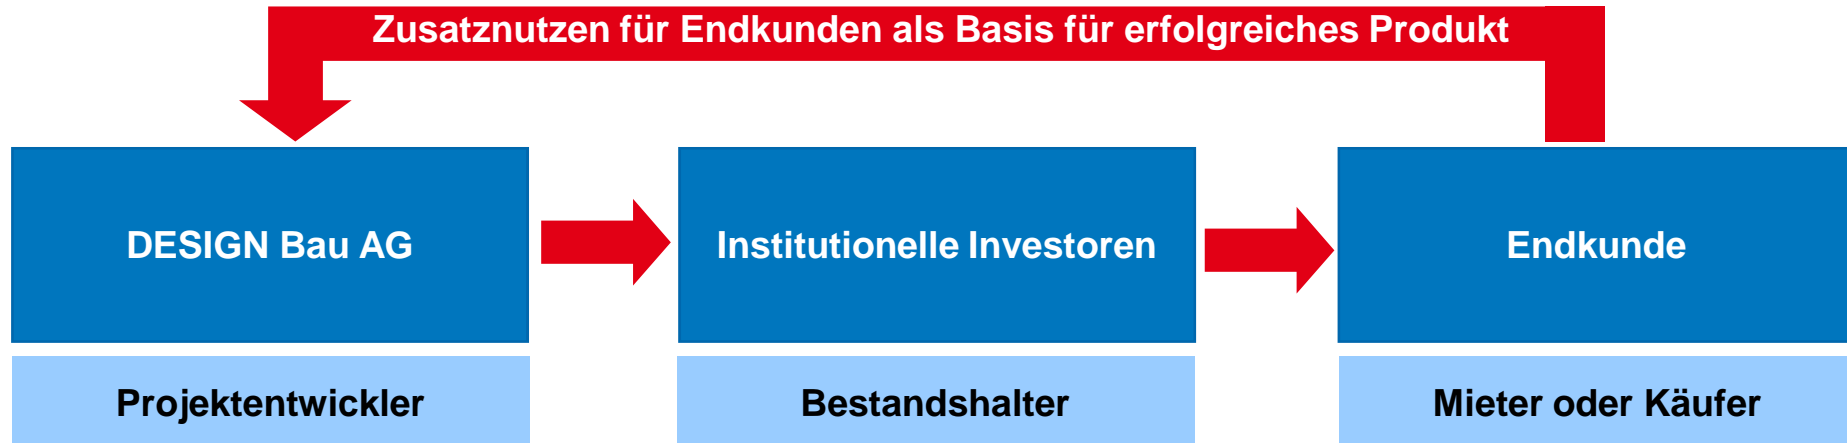 Zusatznutzen für Endkunden als Basis für erfolgreiches Produkt
DESIGN Bau AG
Institutionelle Investoren
Endkunde
Projektentwickler
Bestandshalter
Mieter oder Käufer